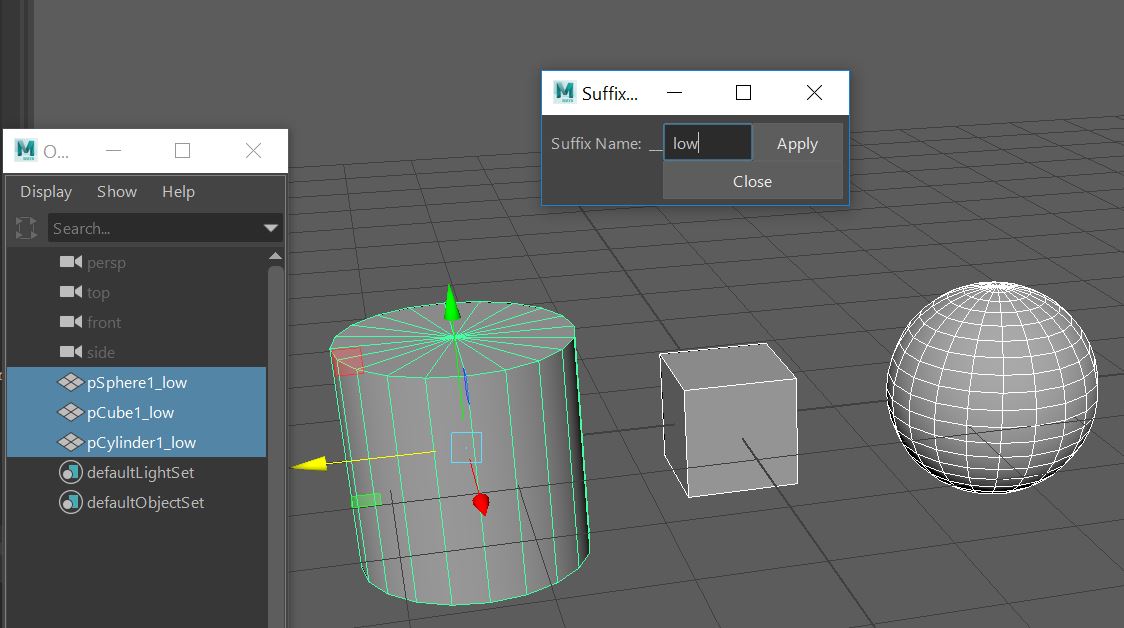 Suffix...
Suffix Name: __ low Apply
Close
O...
Display Show Help
Search...
persp
top
front
side
pSphere1_low
pCube1_low
pCylinder1_low
defaultLightSet
defaultObjectSet